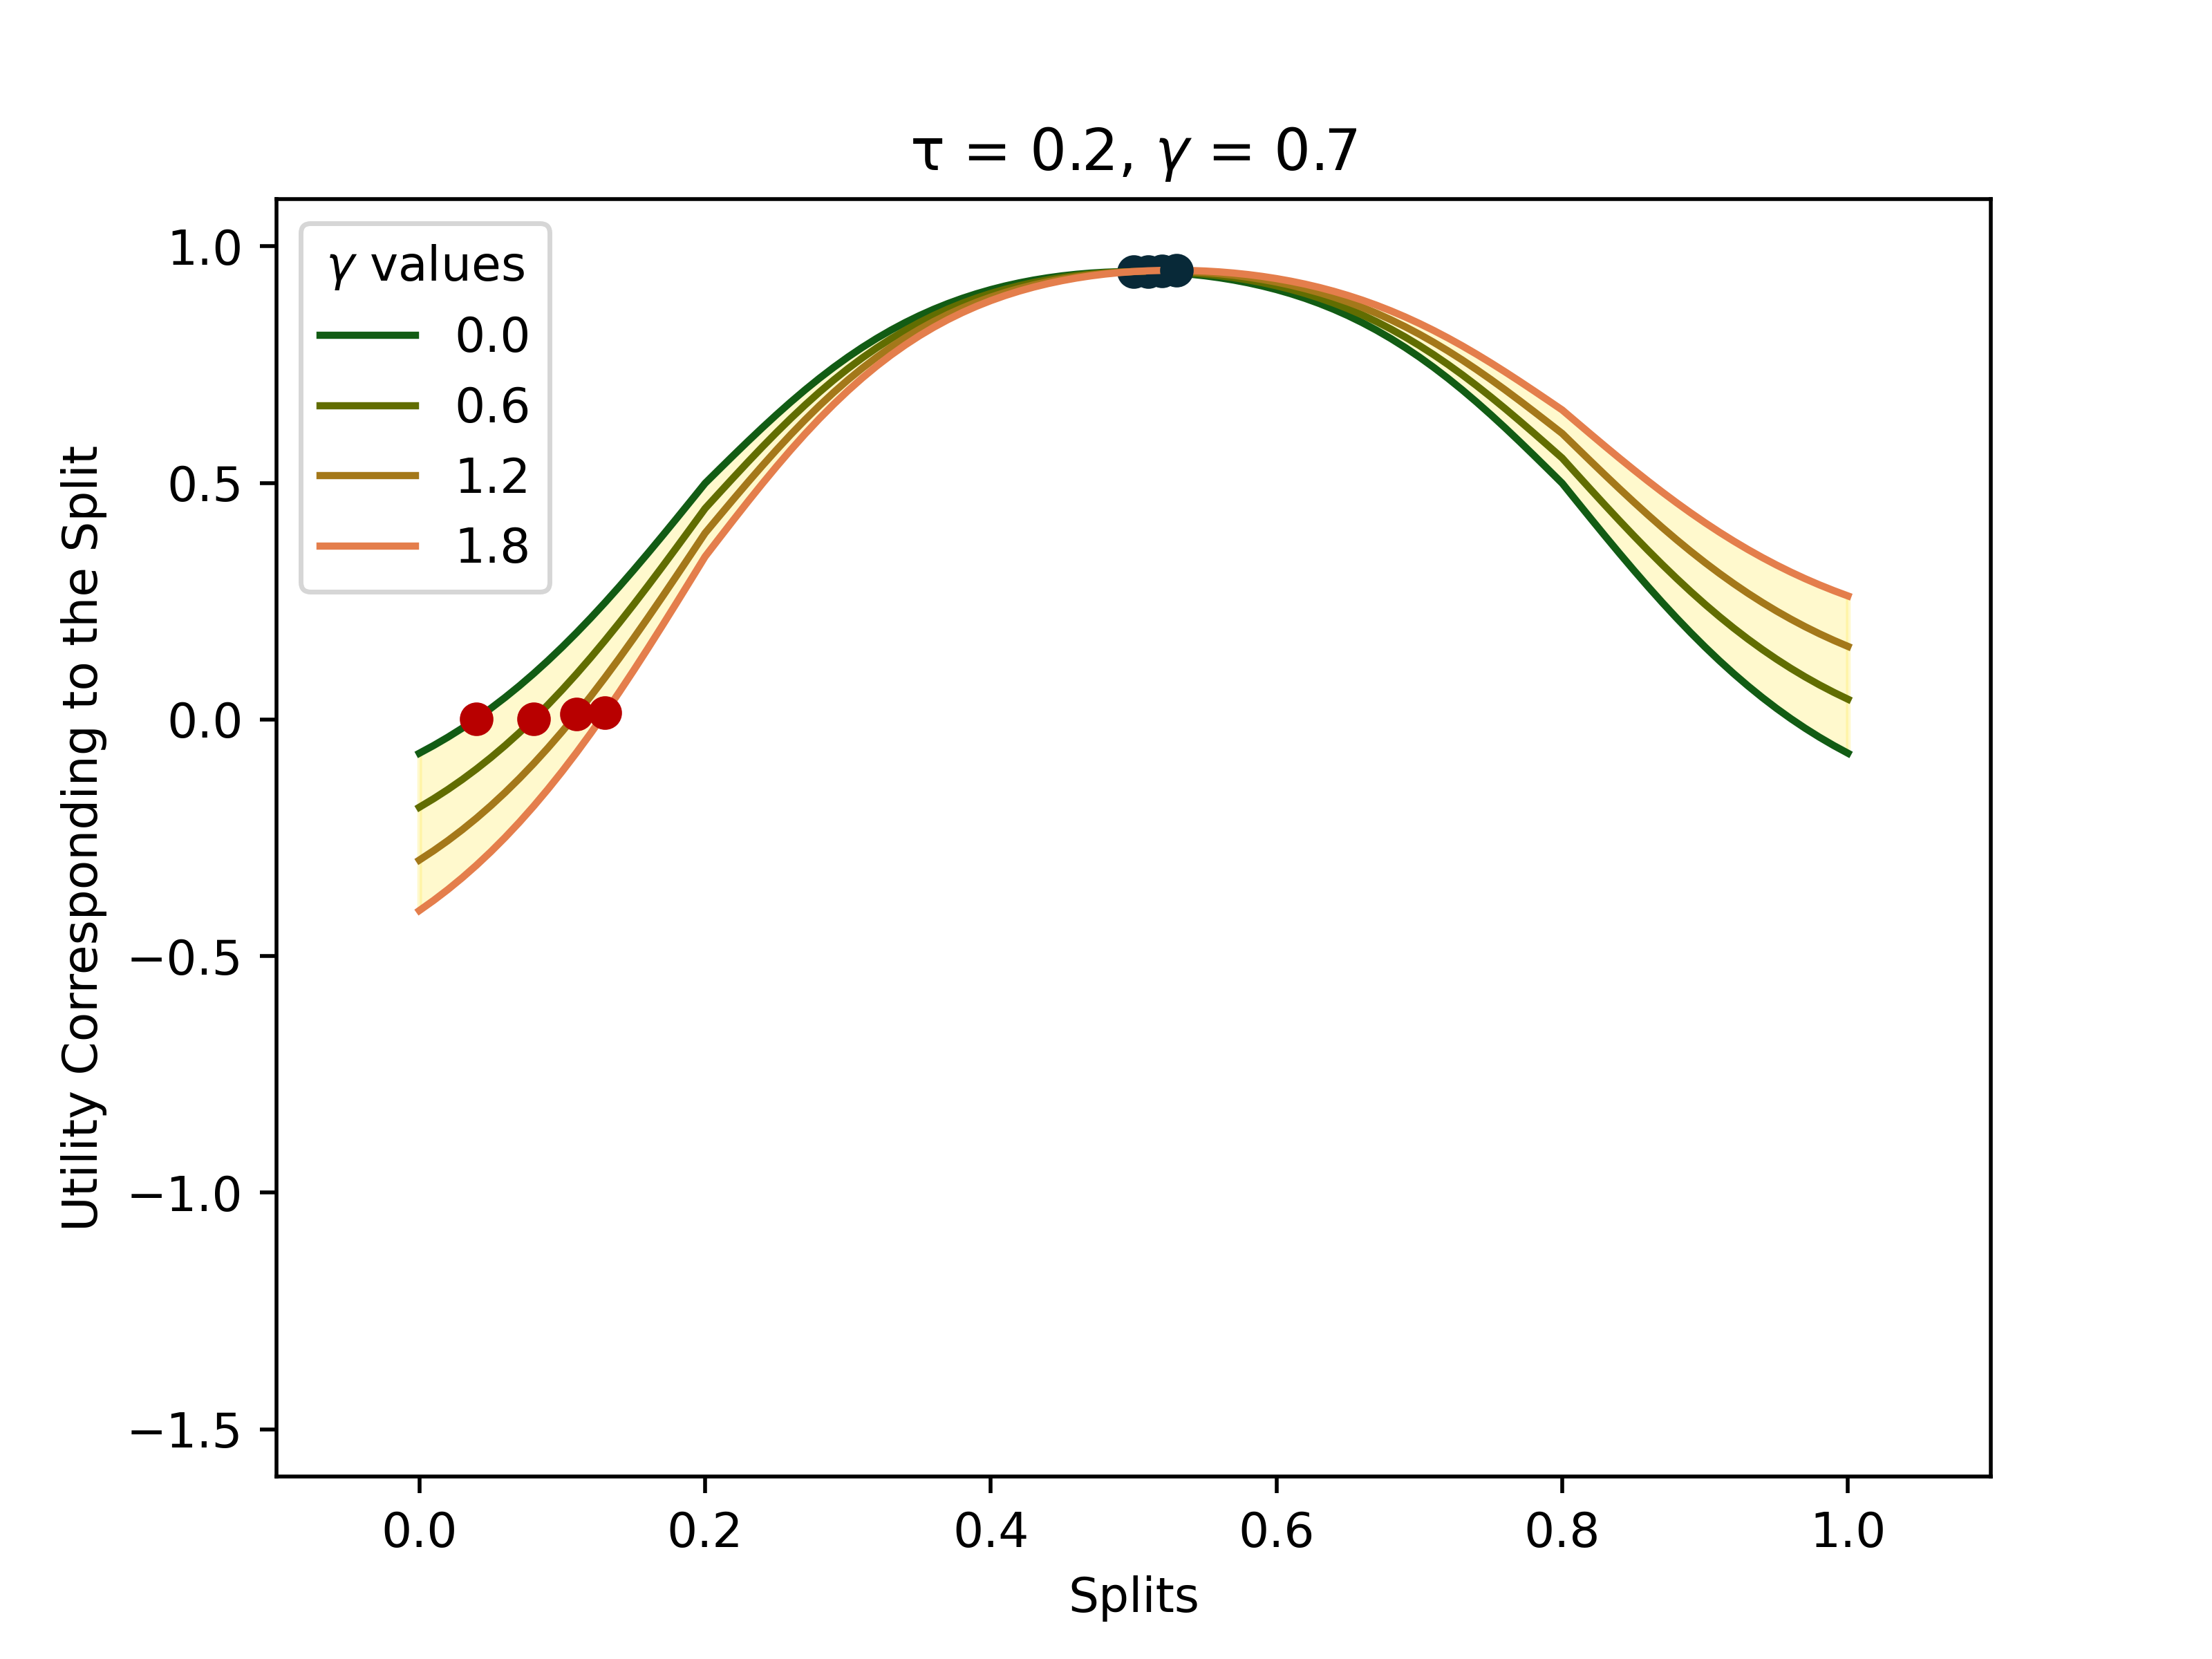 τ = 0.2, γ = 0.7
γ values
0.0
0.6
1.2
1.8
Utility Corresponding to the Split
1.0
0.5
0.0
−0.5
−1.0
−1.5
0.0 0.2 0.4 0.6 0.8 1.0
Splits